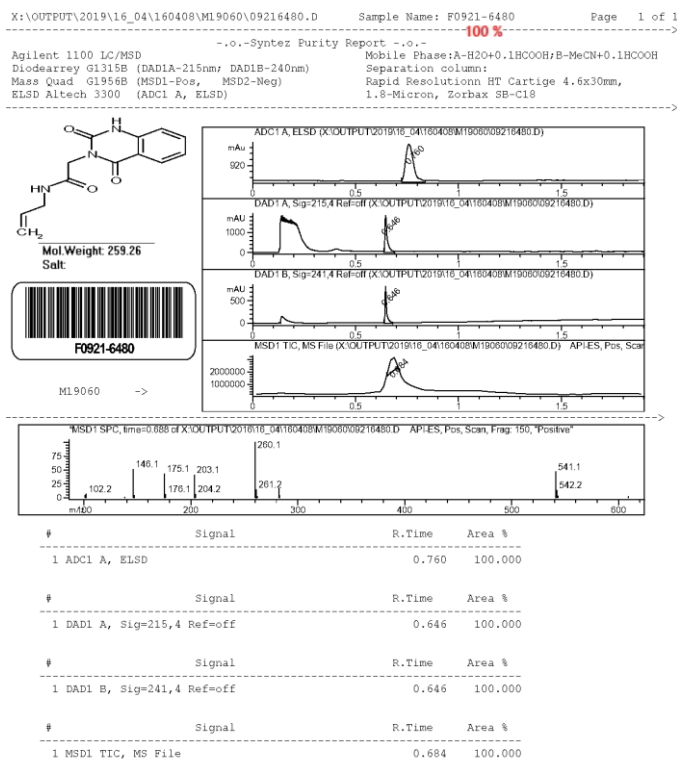 X:\OUTPUT\2019\16_04\160408\M19060\09216480.D Sample Name: F0921-6480 Page 1 of 1
100 %
-.o.-Syntez Purity Report -.o.-
Agilent 1100 LC/MSD Mobile Phase:A-H2O+0.1HCOOH;B-MeCN+0.1HCOOH
Diodearrey G1315B (DAD1A-215nm; DAD1B-240nm) Separation column:
Mass Quad G1956B (MSD1-Pos, MSD2-Neg) Rapid Resolutionn HT Cartige 4.6x30mm,
ELSD Altech 3300 (ADC1 A, ELSD) 1.8-Micron, Zorbax SB-C18
O
HN
N
O
O
HN
CH2
Mol.Weight: 259.26
Salt:
F0921-6480
M19060 ->
ADC1 A, ELSD (X:\OUTPUT\2019\16_04\160408\M19060\09216480.D)
mAu
920
0.760
0 0.5 1 1.5
DAD1 A, Sig=215,4 Ref=off (X:\OUTPUT\2019\16_04\160408\M19060\09216480.D)
mAU
1000
0
0.646
0 0.5 1 1.5
DAD1 B, Sig=241,4 Ref=off (X:\OUTPUT\2019\16_04\160408\M19060\09216480.D)
mAU
500
0
0.646
0 0.5 1 1.5
MSD1 TIC, MS File (X:\OUTPUT\2019\16_04\160408\M19060\09216480.D) API-ES, Pos, Scan
2000000
1000000
0.684
0 0.5 1 1.5
*MSD1 SPC, time=0.688 of X:\OUTPUT\2016\16_04\160408\M19060\09216480.D API-ES, Pos, Scan, Frag: 150, "Positive"
75
50
25
0
102.2 146.1 175.1 176.1 203.1 204.2 260.1 261.2 541.1 542.2
m/z 100 200 300 400 500 600
# Signal R.Time Area %
1 ADC1 A, ELSD 0.760 100.000
# Signal R.Time Area %
1 DAD1 A, Sig=215,4 Ref=off 0.646 100.000
# Signal R.Time Area %
1 DAD1 B, Sig=241,4 Ref=off 0.646 100.000
# Signal R.Time Area %
1 MSD1 TIC, MS File 0.684 100.000